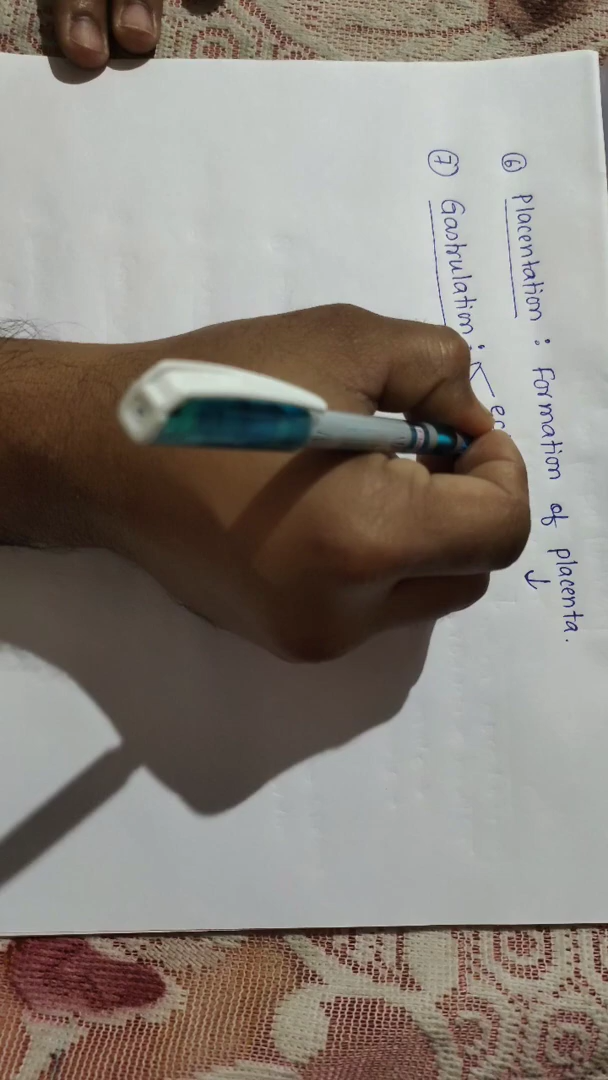 ⑥ Placentation : formation of placenta.
↓
⑦ Gastrulation :